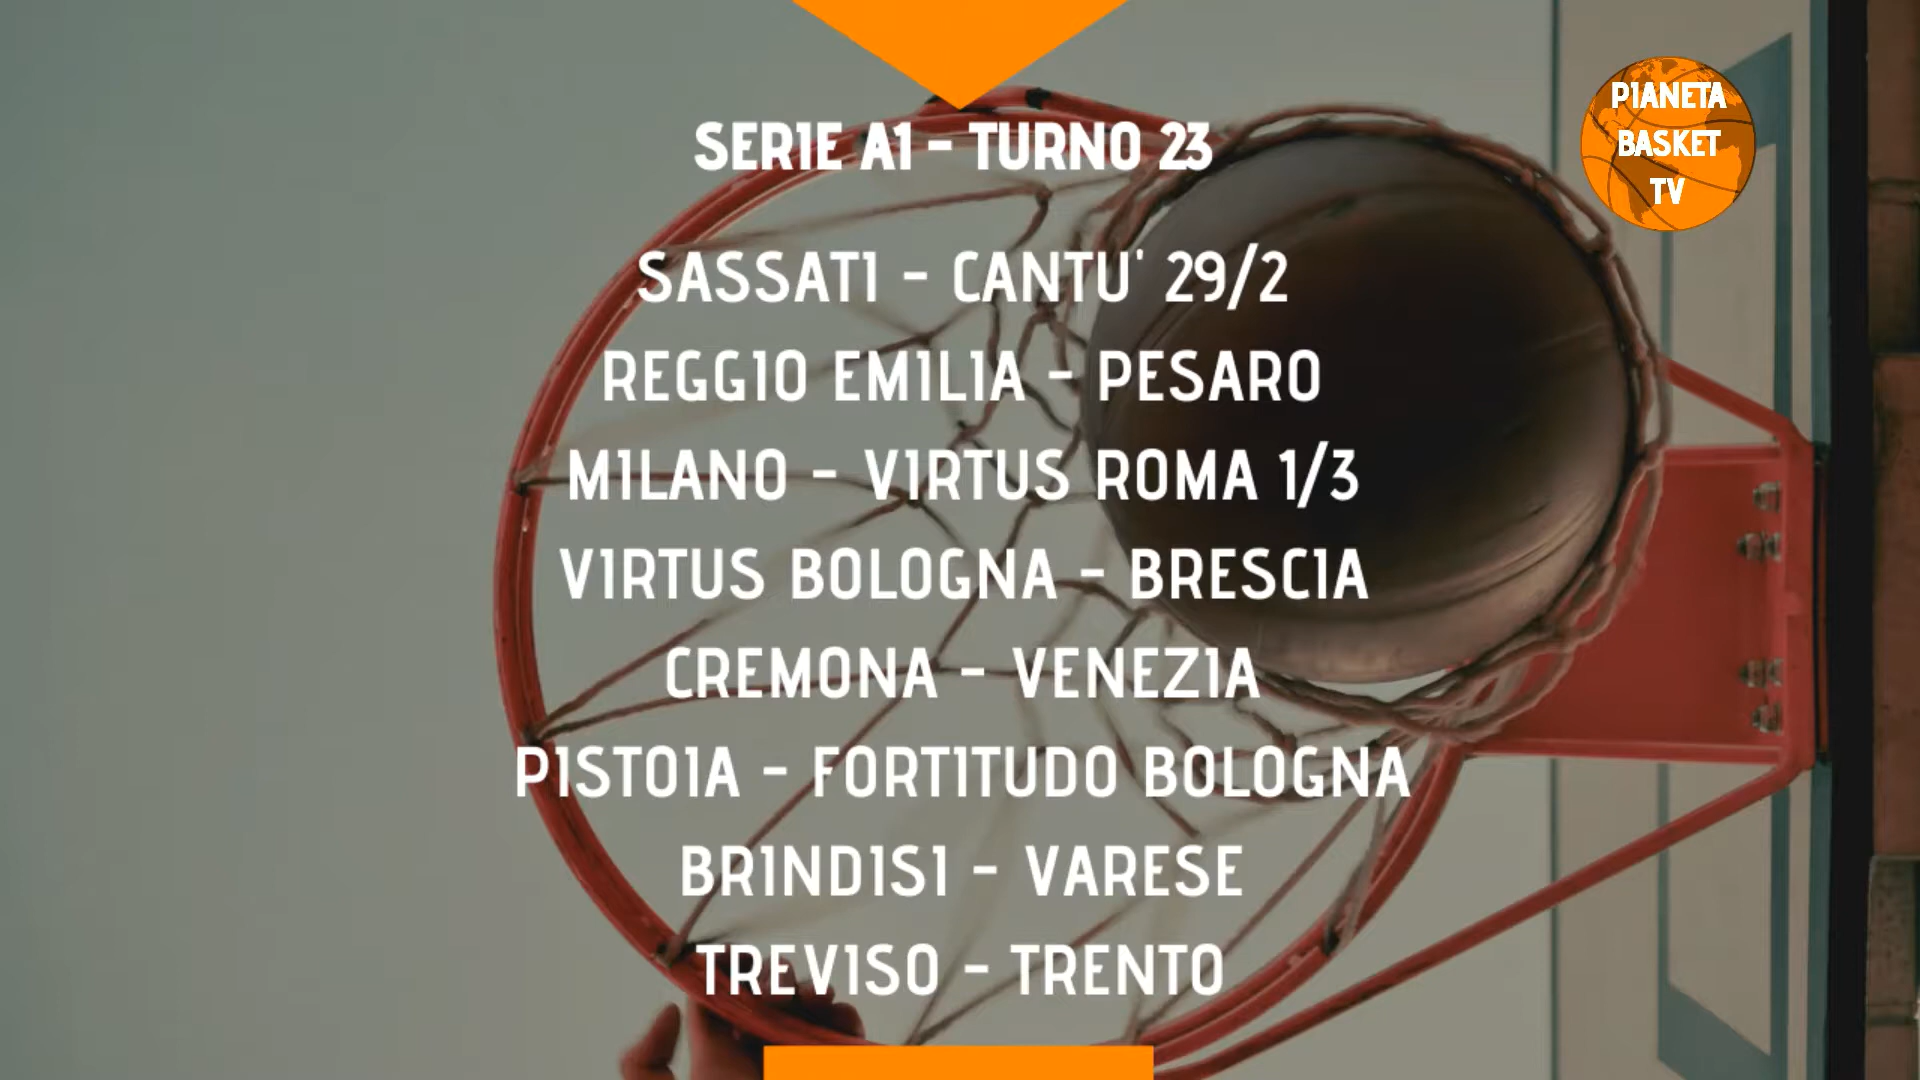 SERIE A1 - TURNO 23
PIANETA
BASKET
TV
SASSATI - CANTU' 29/2
REGGIO EMILIA - PESARO
MILANO - VIRTUS ROMA 1/3
VIRTUS BOLOGNA - BRESCIA
CREMONA - VENEZIA
PISTOIA - FORTITUDO BOLOGNA
BRINDISI - VARESE
TREVISO - TRENTO